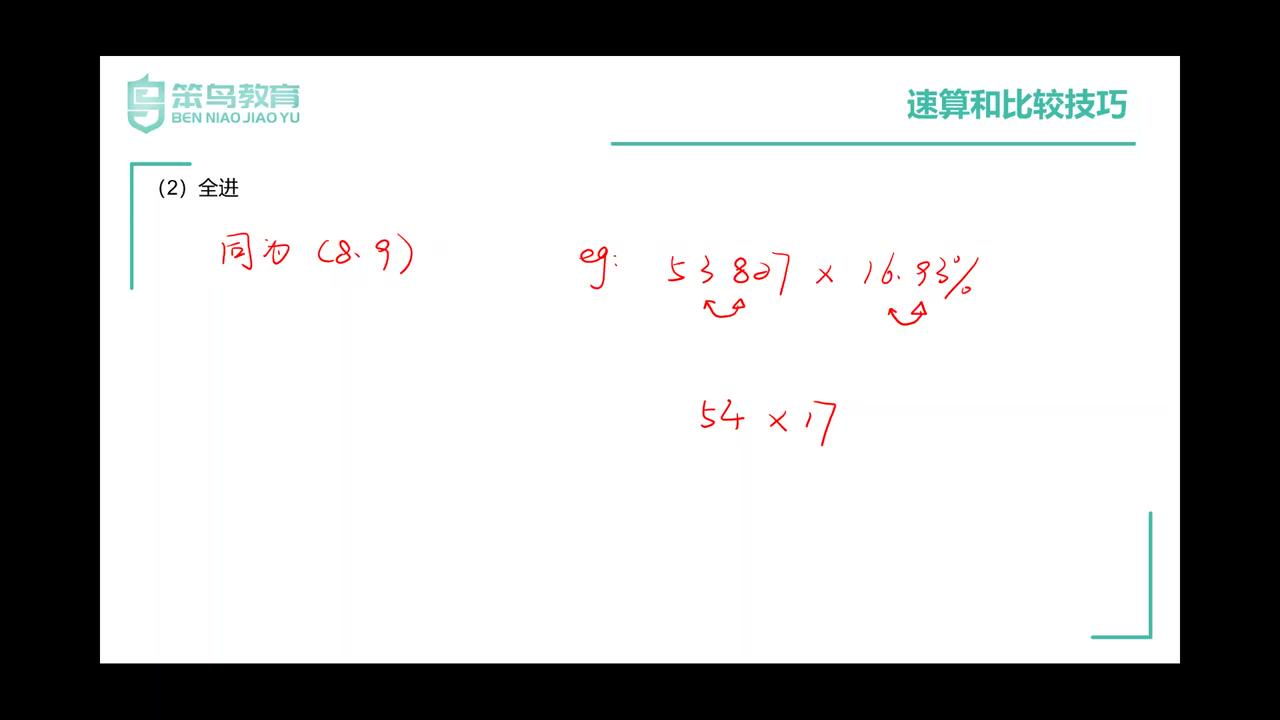 笨鸟教育
BEN NIAO JIAO YU
速算和比较技巧
（2）全进
同为（8、9）
eg: 53827 × 16.93%
54 × 17